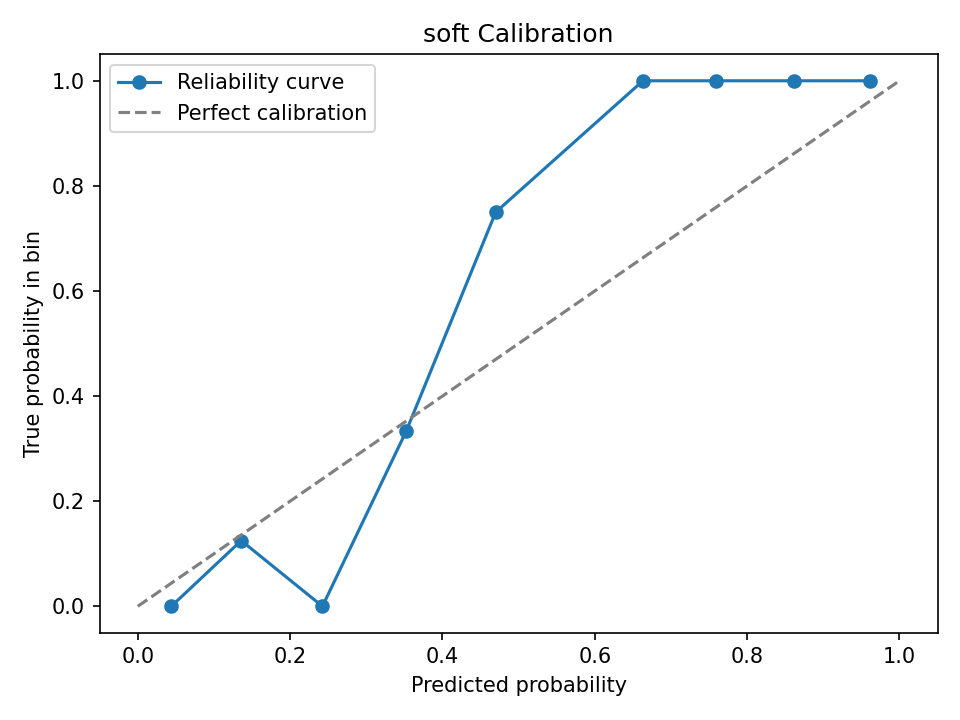 soft Calibration
Reliability curve
Perfect calibration
1.0
0.8
0.6
0.4
0.2
0.0
True probability in bin
0.0 0.2 0.4 0.6 0.8 1.0
Predicted probability